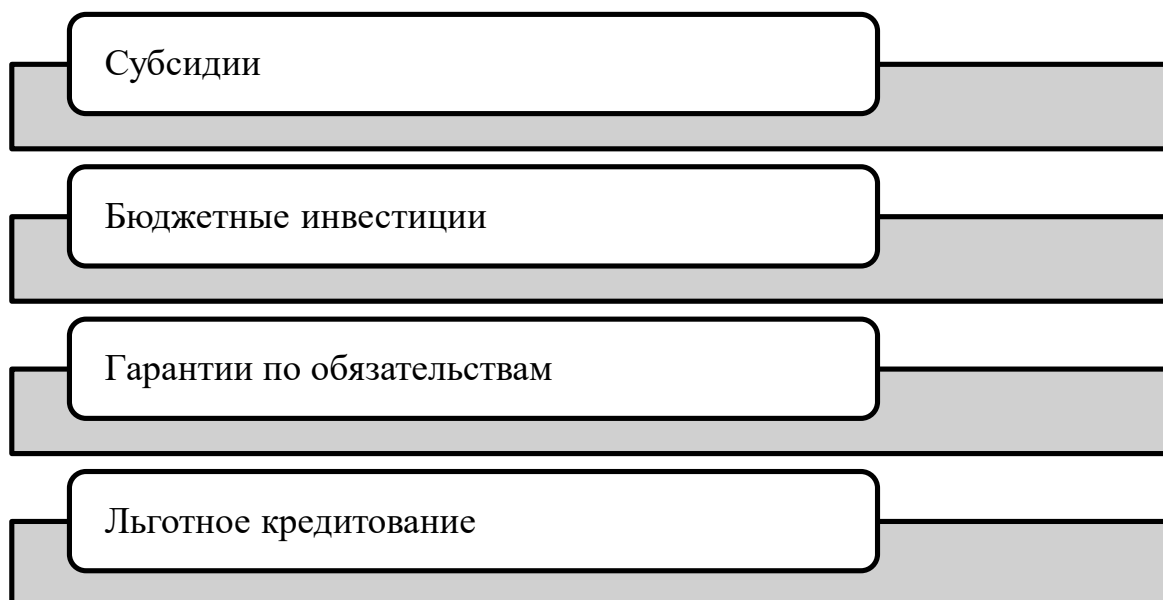 Субсидии
Бюджетные инвестиции
Гарантии по обязательствам
Льготное кредитование